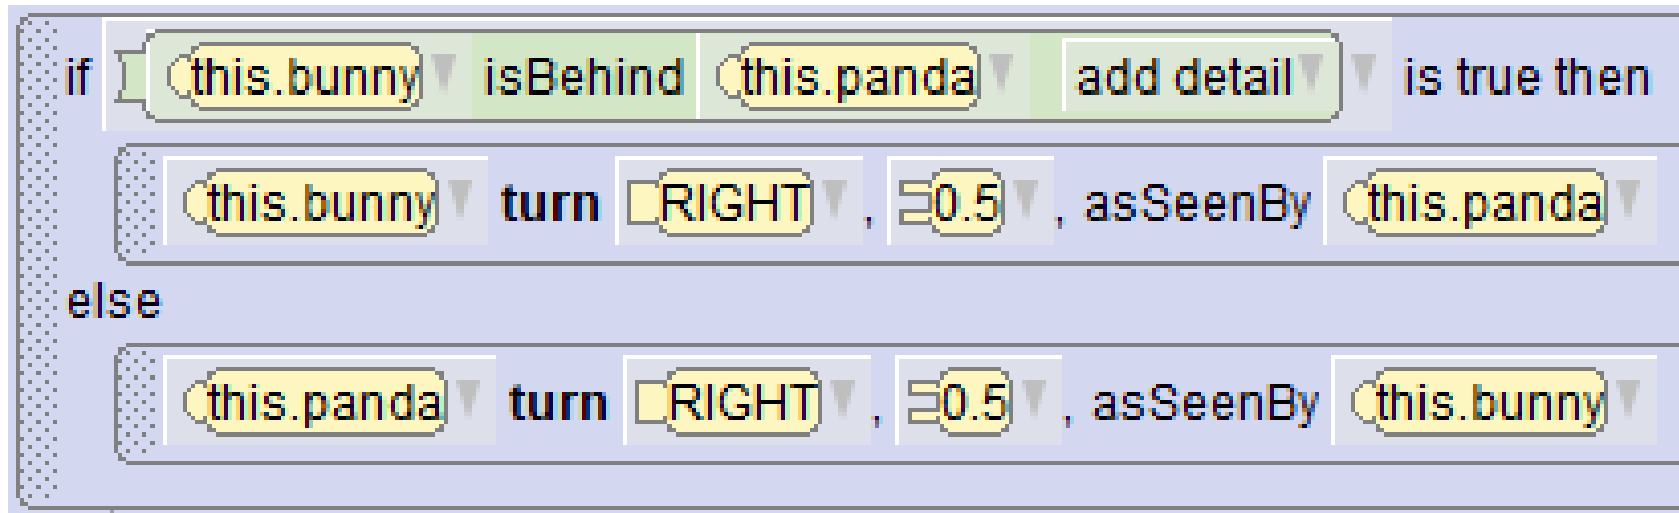 if this.bunny isBehind this.panda add detail is true then
this.bunny turn RIGHT , 0.5 , asSeenBy this.panda
else
this.panda turn RIGHT , 0.5 , asSeenBy this.bunny